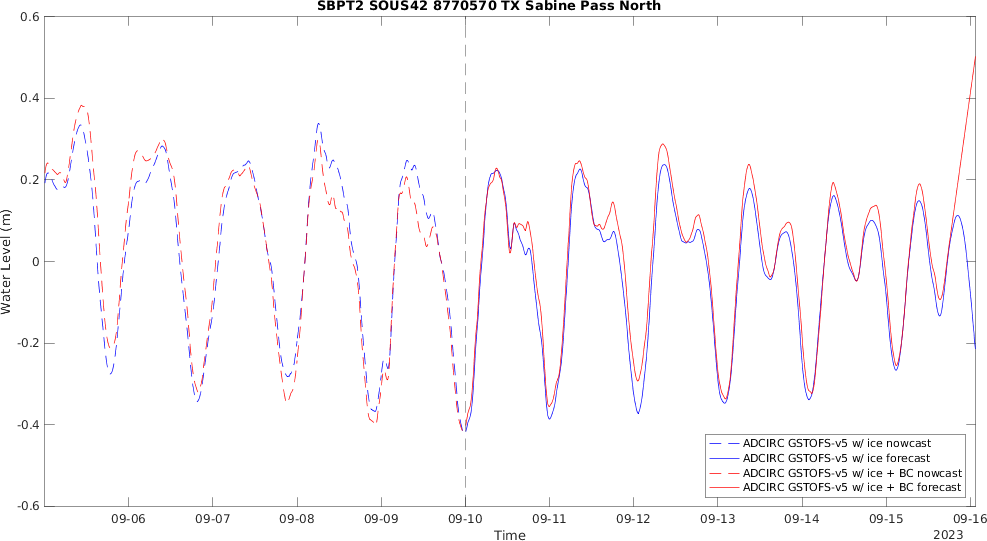 SBPT2 SOUS42 8770570 TX Sabine Pass North
0.6
0.4
0.2
0
-0.2
-0.4
-0.6
Water Level (m)
ADCIRC GSTOFS-v5 w/ ice nowcast
ADCIRC GSTOFS-v5 w/ ice forecast
ADCIRC GSTOFS-v5 w/ ice + BC nowcast
ADCIRC GSTOFS-v5 w/ ice + BC forecast
09-06 09-07 09-08 09-09 09-10 09-11 09-12 09-13 09-14 09-15 09-16
Time
2023